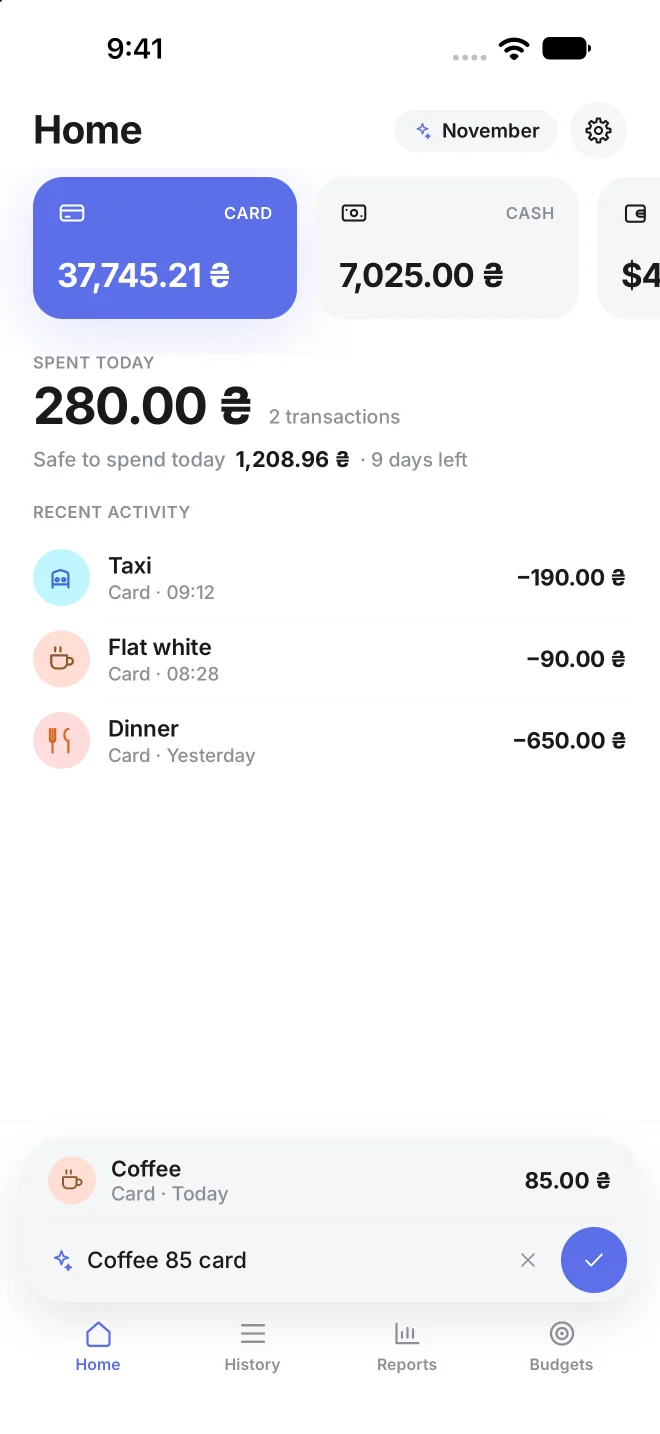 9:41
Home
November
CARD
37,745.21 ₴
CASH
7,025.00 ₴
$4
SPENT TODAY
280.00 ₴ 2 transactions
Safe to spend today 1,208.96 ₴ · 9 days left
RECENT ACTIVITY
Taxi
Card · 09:12
−190.00 ₴
Flat white
Card · 08:28
−90.00 ₴
Dinner
Card · Yesterday
−650.00 ₴
Coffee
Card · Today
85.00 ₴
Coffee 85 card
Home
History
Reports
Budgets